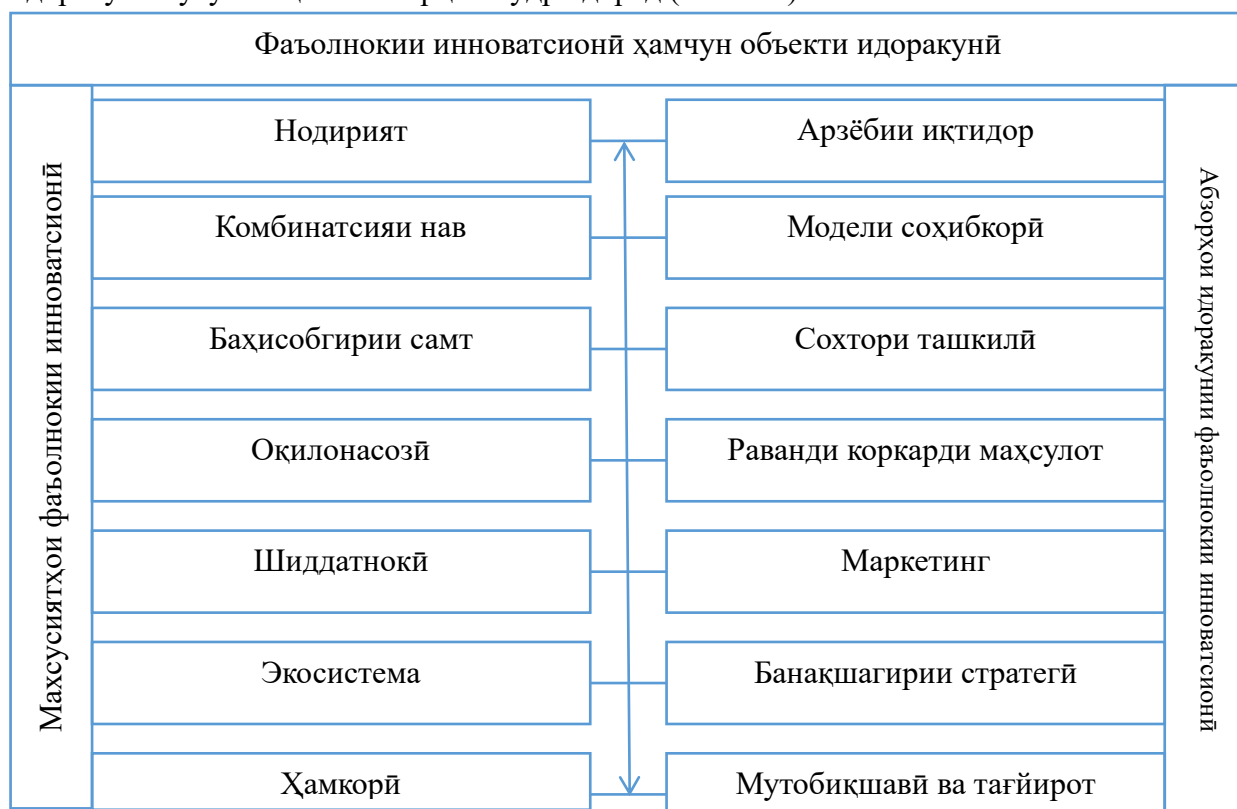 Фаъолнокии инноватсионӣ ҳамчун объекти идоракунӣ
Махсусиятҳои фаъолнокии инноватсионӣ
Нодирият
Арзёбии иқтидор
Комбинатсияи нав
Модели соҳибкорӣ
Баҳисобгирии самт
Сохтори ташкилӣ
Оқилонасозӣ
Раванди коркарди маҳсулот
Шиддатнокӣ
Маркетинг
Экосистема
Банақшагирии стратегӣ
Ҳамкорӣ
Мутобиқшавӣ ва тағйирот
Абзорҳои идоракунии фаъолнокии инноватсионӣ